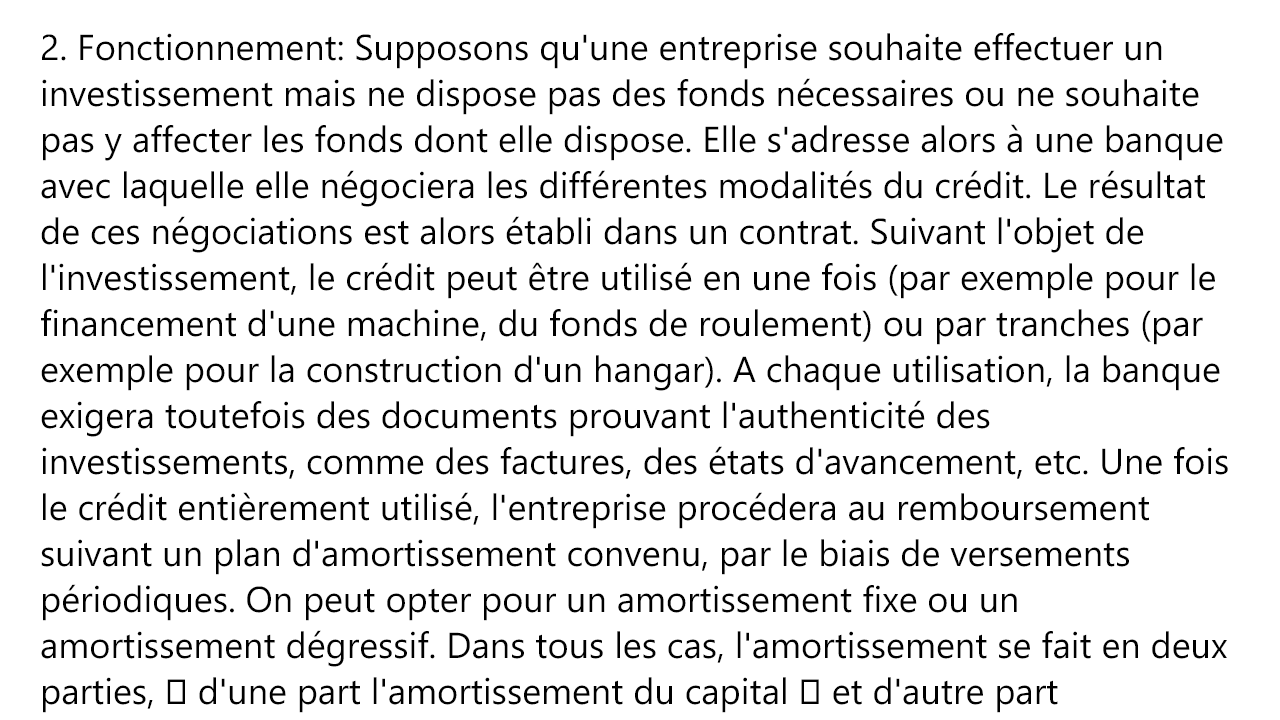 2. Fonctionnement: Supposons qu'une entreprise souhaite effectuer un
investissement mais ne dispose pas des fonds nécessaires ou ne souhaite
pas y affecter les fonds dont elle dispose. Elle s'adresse alors à une banque
avec laquelle elle négociera les différentes modalités du crédit. Le résultat
de ces négociations est alors établi dans un contrat. Suivant l'objet de
l'investissement, le crédit peut être utilisé en une fois (par exemple pour le
financement d'une machine, du fonds de roulement) ou par tranches (par
exemple pour la construction d'un hangar). A chaque utilisation, la banque
exigera toutefois des documents prouvant l'authenticité des
investissements, comme des factures, des états d'avancement, etc. Une fois
le crédit entièrement utilisé, l'entreprise procédera au remboursement
suivant un plan d'amortissement convenu, par le biais de versements
périodiques. On peut opter pour un amortissement fixe ou un
amortissement dégressif. Dans tous les cas, l'amortissement se fait en deux
parties, ▯ d'une part l'amortissement du capital ▯ et d'autre part